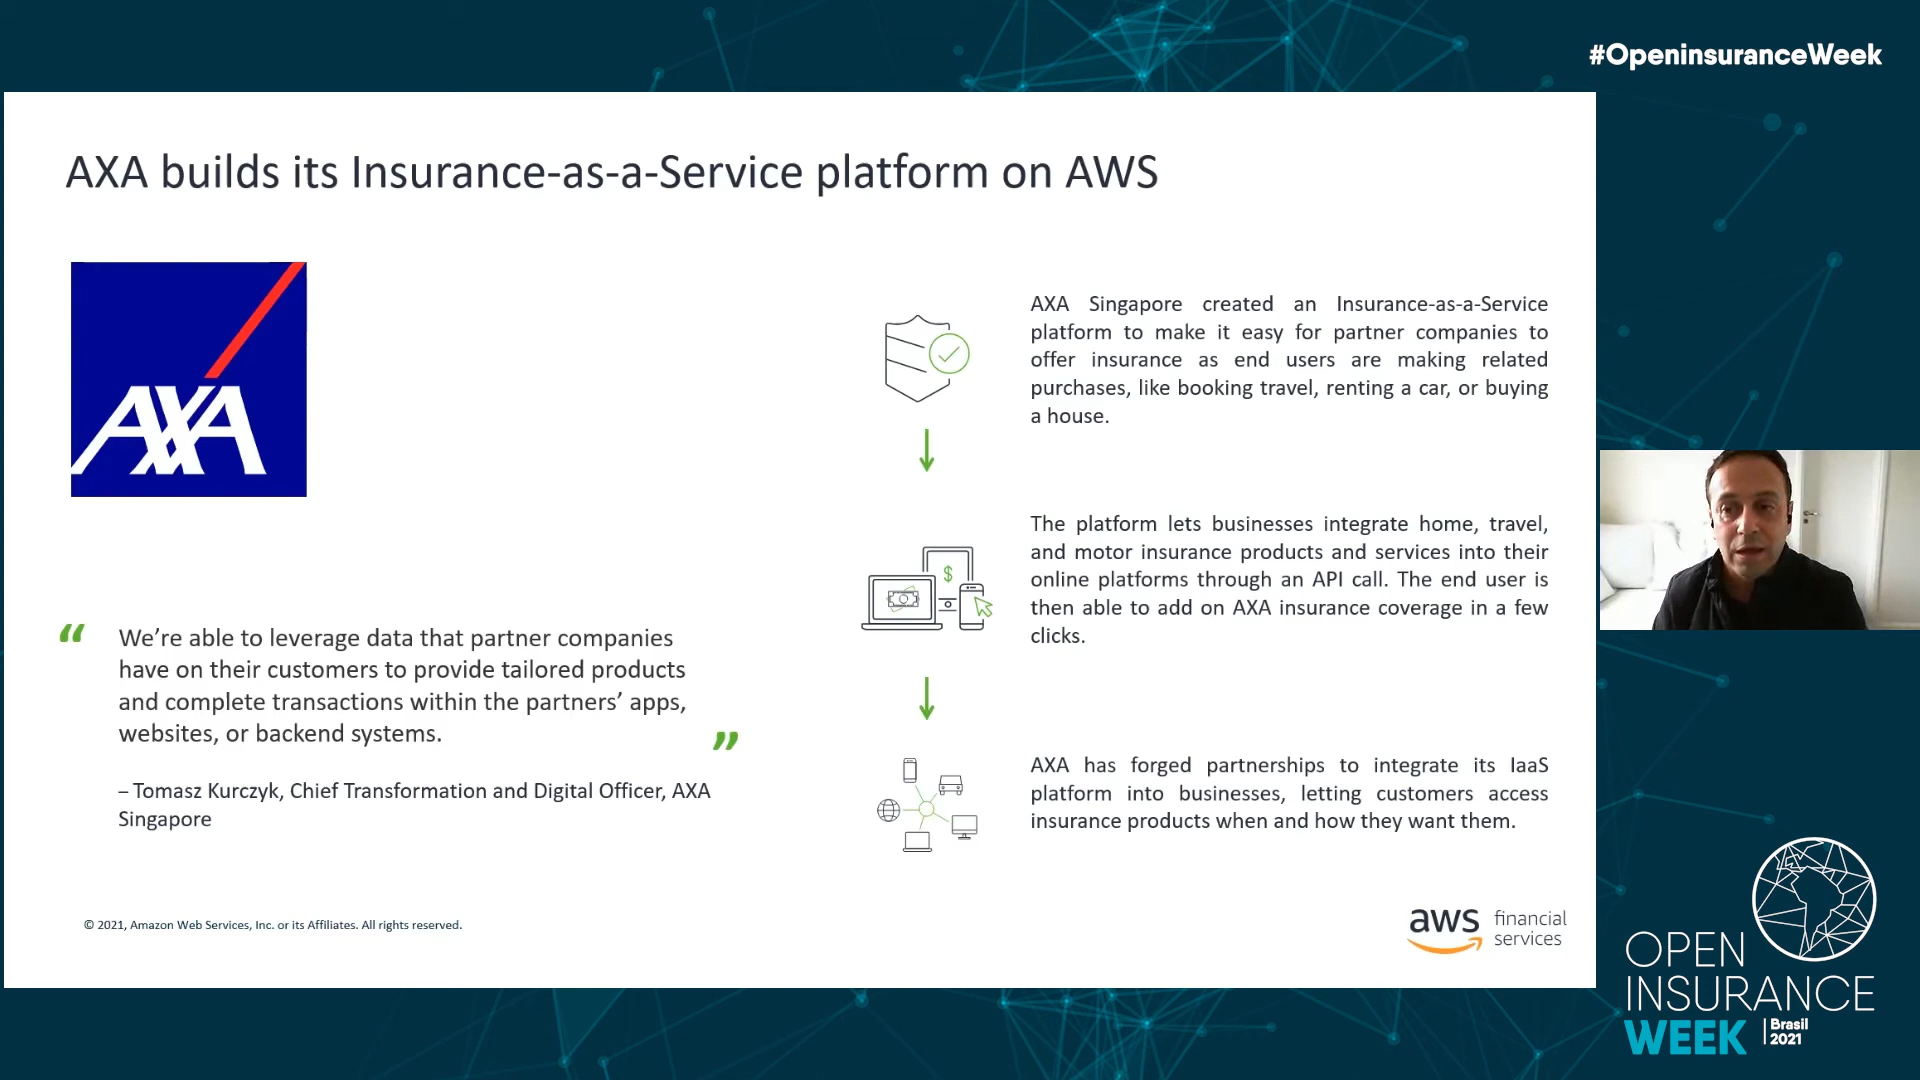 #OpeninsuranceWeek
AXA builds its Insurance-as-a-Service platform on AWS
AXA
“ We’re able to leverage data that partner companies
have on their customers to provide tailored products
and complete transactions within the partners’ apps,
websites, or backend systems. ”
– Tomasz Kurczyk, Chief Transformation and Digital Officer, AXA
Singapore
AXA Singapore created an Insurance-as-a-Service
platform to make it easy for partner companies to
offer insurance as end users are making related
purchases, like booking travel, renting a car, or buying
a house.
$
The platform lets businesses integrate home, travel,
and motor insurance products and services into their
online platforms through an API call. The end user is
then able to add on AXA insurance coverage in a few
clicks.
AXA has forged partnerships to integrate its IaaS
platform into businesses, letting customers access
insurance products when and how they want them.
© 2021, Amazon Web Services, Inc. or its Affiliates. All rights reserved.
aws financial
services
OPEN
INSURANCE
WEEK Brasil
2021